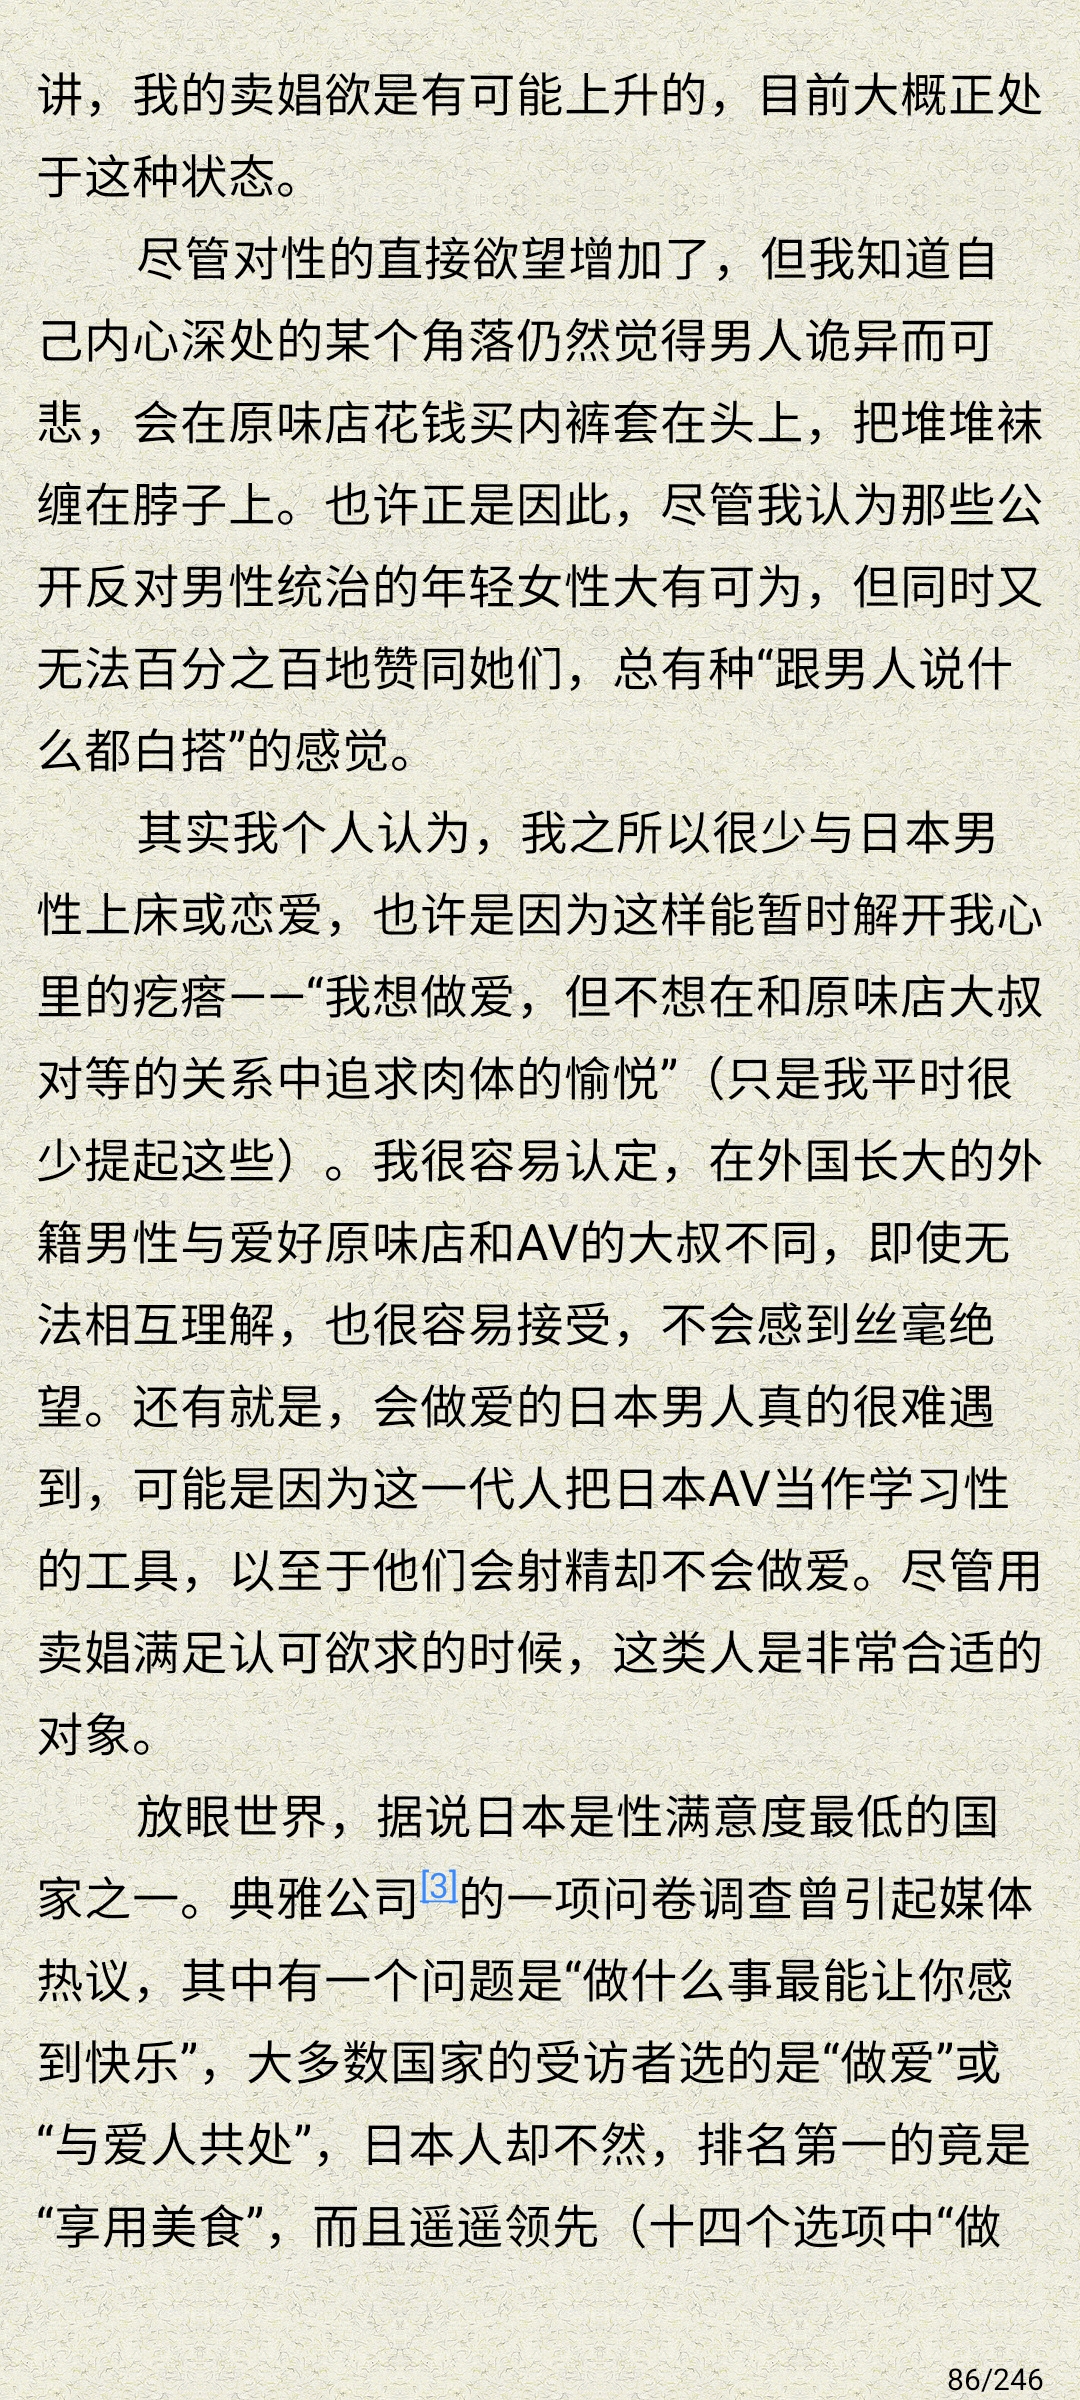 讲，我的卖娼欲是有可能上升的，目前大概正处
于这种状态。
尽管对性的直接欲望增加了，但我知道自
己内心深处的某个角落仍然觉得男人诡异而可
悲，会在原味店花钱买内裤套在头上，把堆堆袜
缠在脖子上。也许正是因此，尽管我认为那些公
开反对男性统治的年轻女性大有可为，但同时又
无法百分之百地赞同她们，总有种“跟男人说什
么都白搭”的感觉。
其实我个人认为，我之所以很少与日本男
性上床或恋爱，也许是因为这样能暂时解开我心
里的疙瘩——“我想做爱，但不想在和原味店大叔
对等的关系中追求肉体的愉悦”（只是我平时很
少提起这些）。我很容易认定，在外国长大的外
籍男性与爱好原味店和AV的大叔不同，即使无
法相互理解，也很容易接受，不会感到丝毫绝
望。还有就是，会做爱的日本男人真的很难遇
到，可能是因为这一代人把日本AV当作学习性
的工具，以至于他们会射精却不会做爱。尽管用
卖娼满足认可欲求的时候，这类人是非常合适的
对象。
放眼世界，据说日本是性满意度最低的国
家之一。典雅公司[3]的一项问卷调查曾引起媒体
热议，其中有一个问题是“做什么事最能让你感
到快乐”，大多数国家的受访者选的是“做爱”或
“与爱人共处”，日本人却不然，排名第一的竟是
“享用美食”，而且遥遥领先（十四个选项中“做
86/246